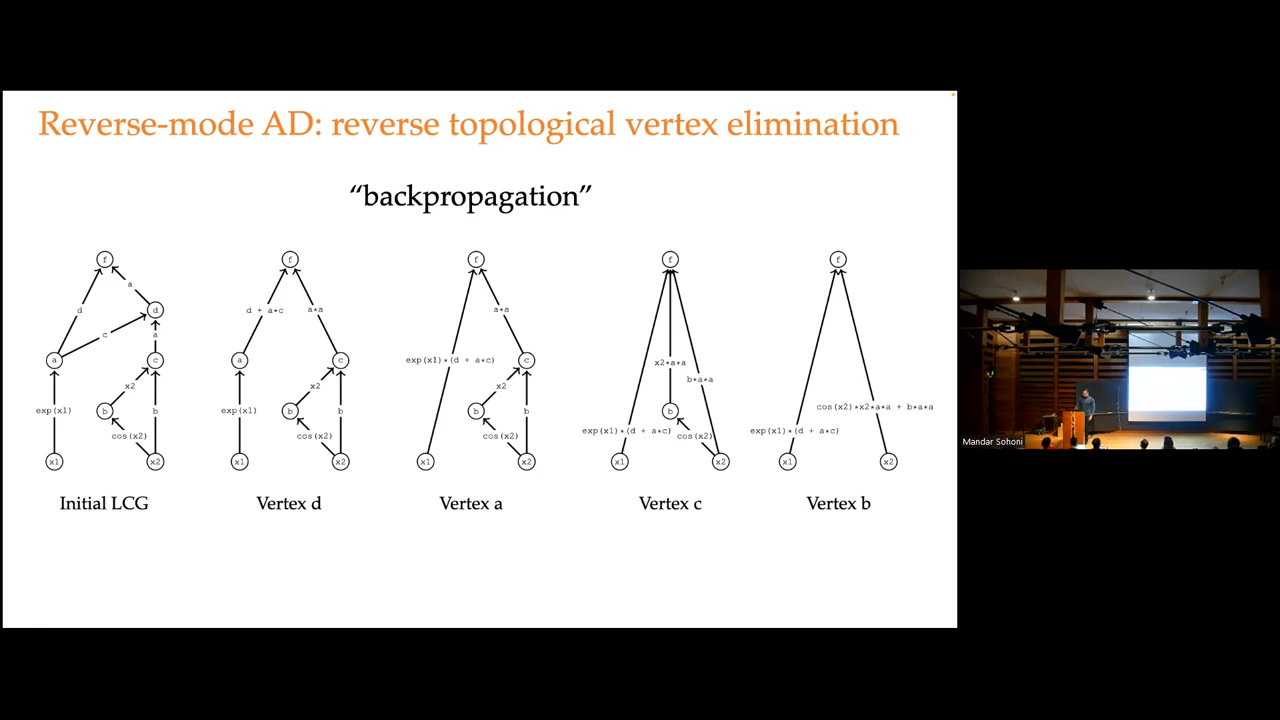 Reverse-mode AD: reverse topological vertex elimination
“backpropagation”
f
a
d
d
c
a
a
c
x2
exp(x1)
b
b
cos(x2)
x1
x2
Initial LCG
f
d + a*c
a*a
a
c
x2
exp(x1)
b
b
cos(x2)
x1
x2
Vertex d
f
a*a
exp(x1)*(d + a*c)
c
x2
b
b
cos(x2)
x1
x2
Vertex a
f
x2*a*a
b*a*a
b
exp(x1)*(d + a*c)
cos(x2)
x1
x2
Vertex c
f
cos(x2)*x2*a*a + b*a*a
exp(x1)*(d + a*c)
x1
x2
Vertex b
Mandar Sohoni